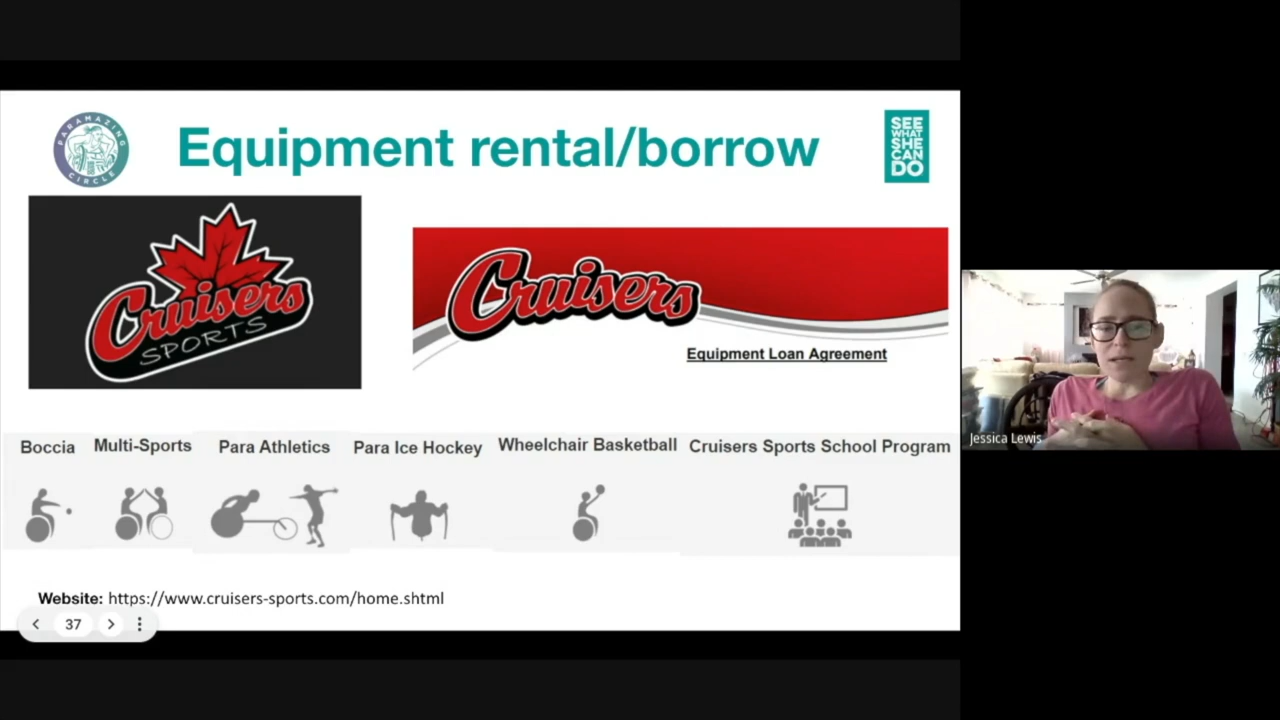 PARAMAZING CIRCLE
Equipment rental/borrow
SEE
WHAT
SHE
CAN
DO
Cruisers
SPORTS
Cruisers
Equipment Loan Agreement
Boccia Multi-Sports Para Athletics Para Ice Hockey Wheelchair Basketball Cruisers Sports School Program
Website: https://www.cruisers-sports.com/home.shtml
37
Jessica Lewis